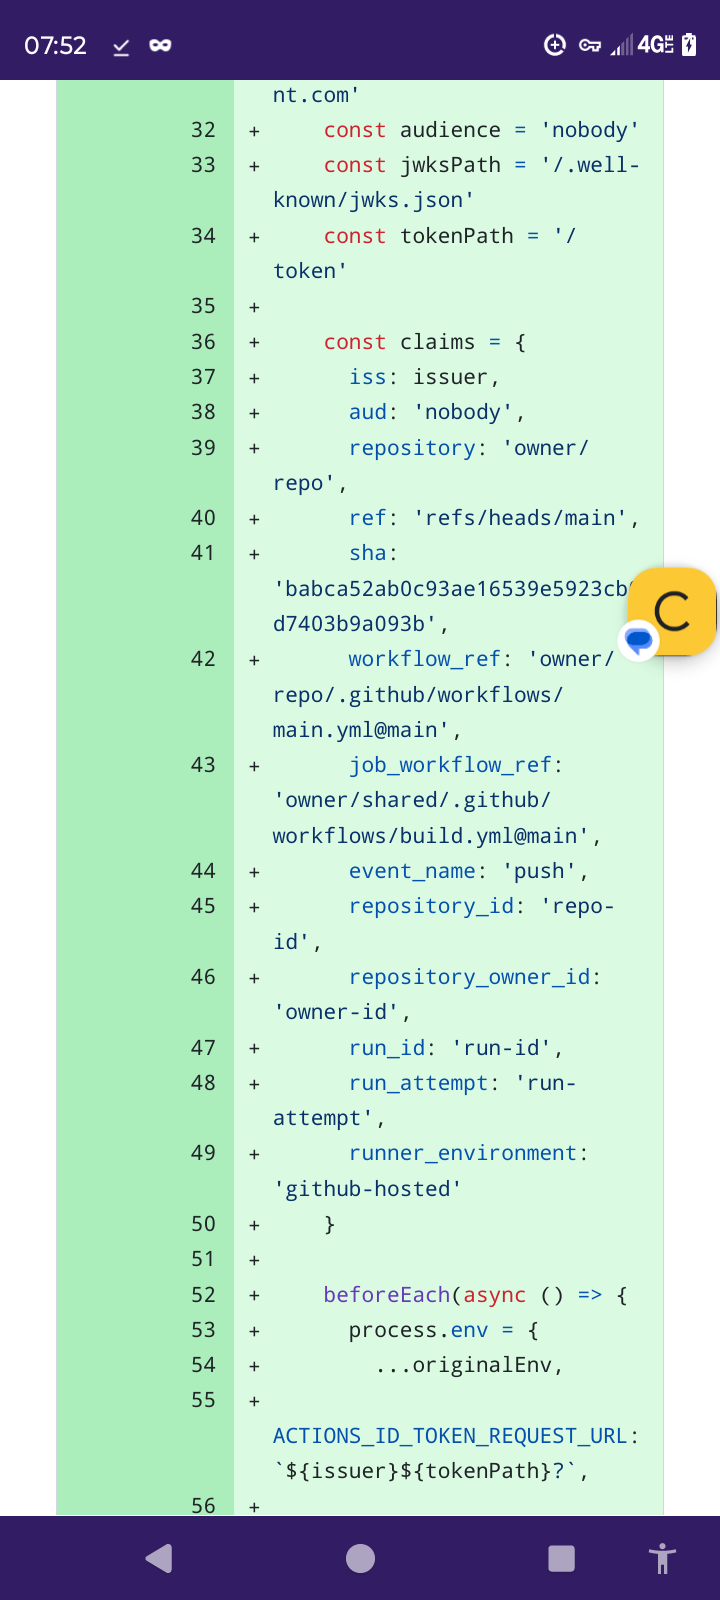 07:52
4G LTE
nt.com'
32 + const audience = 'nobody'
33 + const jwksPath = '/.well-
known/jwks.json'
34 + const tokenPath = '/
token'
35 +
36 + const claims = {
37 + iss: issuer,
38 + aud: 'nobody',
39 + repository: 'owner/
repo',
40 + ref: 'refs/heads/main',
41 + sha:
'babca52ab0c93ae16539e5923cb
d7403b9a093b',
42 + workflow_ref: 'owner/
repo/.github/workflows/
main.yml@main',
43 + job_workflow_ref:
'owner/shared/.github/
workflows/build.yml@main',
44 + event_name: 'push',
45 + repository_id: 'repo-
id',
46 + repository_owner_id:
'owner-id',
47 + run_id: 'run-id',
48 + run_attempt: 'run-
attempt',
49 + runner_environment:
'github-hosted'
50 + }
51 +
52 + beforeEach(async () => {
53 + process.env = {
54 + ...originalEnv,
55 +
ACTIONS_ID_TOKEN_REQUEST_URL:
`${issuer}${tokenPath}?`,
56 +